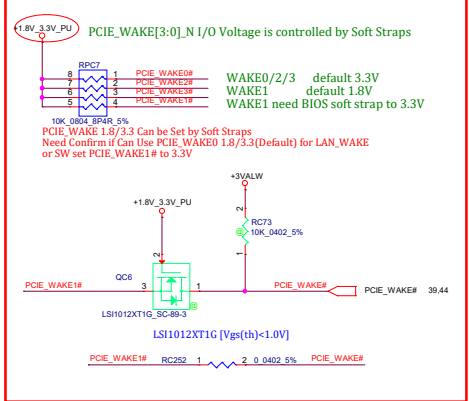 +1.8V_3.3V_PU
PCIE_WAKE[3:0]_N I/O Voltage is controlled by Soft Straps
RPC7
8 1 PCIE_WAKE0#
7 2 PCIE_WAKE2#
6 3 PCIE_WAKE3#
5 4 PCIE_WAKE1#
10K_0804_8P4R_5%
WAKE0/2/3 default 3.3V
WAKE1 default 1.8V
WAKE1 need BIOS soft strap to 3.3V
PCIE_WAKE 1.8/3.3 Can be Set by Soft Straps
Need Confirm if Can Use PCIE_WAKE0 1.8/3.3(Default) for LAN_WAKE
or SW set PCIE_WAKE1# to 3.3V
+3VALW
+1.8V_3.3V_PU
2
RC73
@ 10K_0402_5%
1
2
QC6
PCIE_WAKE1# 3 1 PCIE_WAKE# PCIE_WAKE# 39,44
@
LSI1012XT1G_SC-89-3
LSI1012XT1G [Vgs(th)<1.0V]
PCIE_WAKE1# RC252 1 2 0_0402_5% PCIE_WAKE#